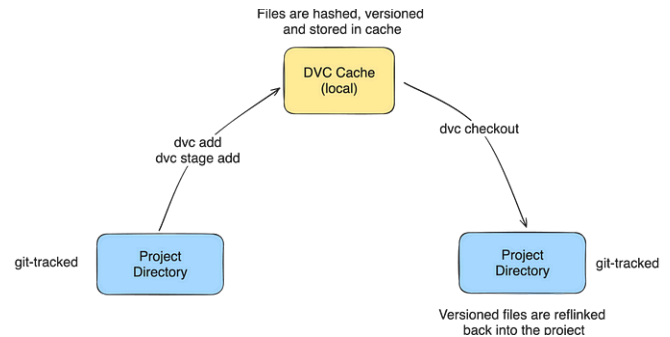 Files are hashed, versioned
and stored in cache
DVC Cache
(local)
dvc add
dvc stage add
dvc checkout
git-tracked
Project
Directory
Project
Directory
git-tracked
Versioned files are reflinked
back into the project